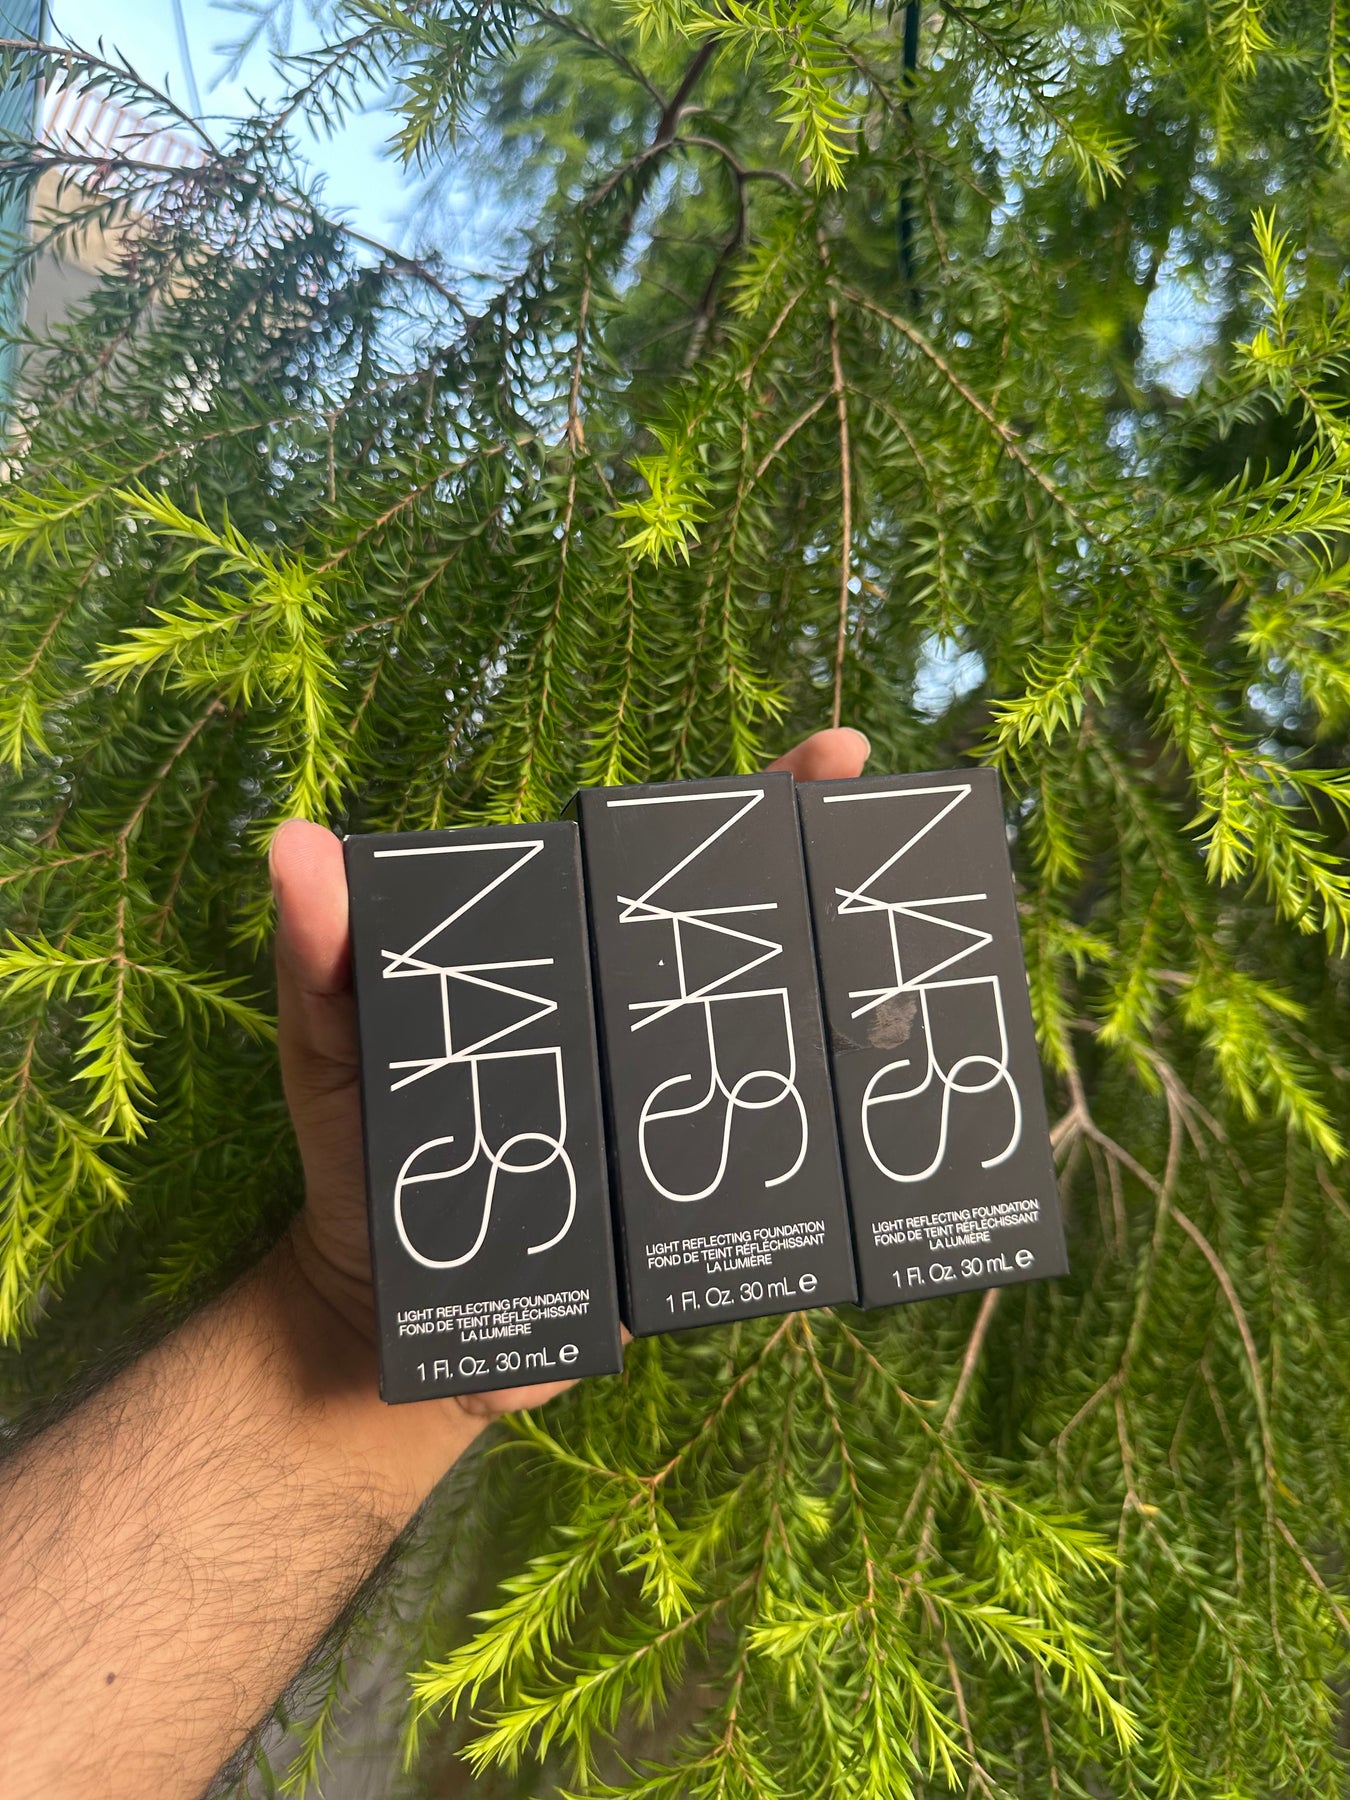 NARS
LIGHT REFLECTING FOUNDATION
FOND DE TEINT RÉFLÉCHISSANT
LA LUMIÈRE
1 Fl. Oz. 30 mL ℮
NARS
LIGHT REFLECTING FOUNDATION
FOND DE TEINT RÉFLÉCHISSANT
LA LUMIÈRE
1 Fl. Oz. 30 mL ℮
NARS
LIGHT REFLECTING FOUNDATION
FOND DE TEINT RÉFLÉCHISSANT
LA LUMIÈRE
1 Fl. Oz. 30 mL ℮